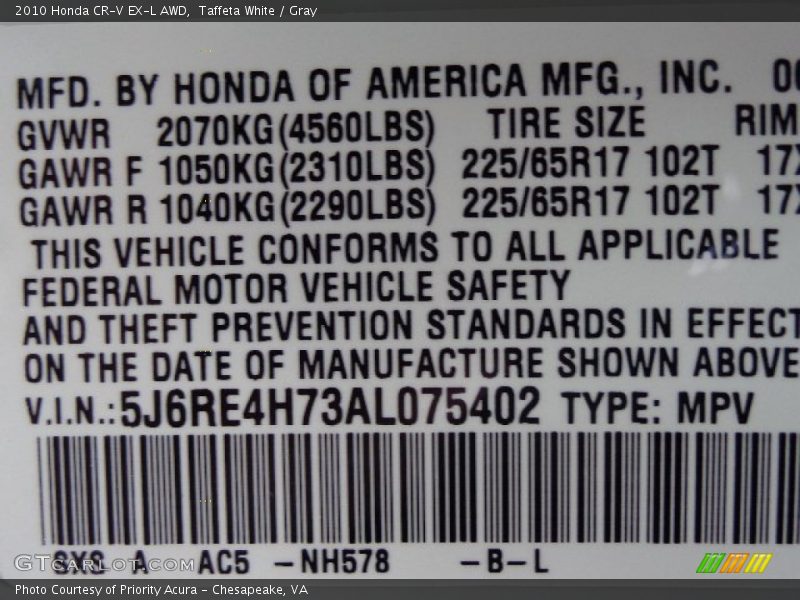 2010 Honda CR-V EX-L AWD, Taffeta White / Gray
MFD. BY HONDA OF AMERICA MFG., INC.
GVWR 2070KG(4560LBS) TIRE SIZE RIM
GAWR F 1050KG(2310LBS) 225/65R17 102T 17X
GAWR R 1040KG(2290LBS) 225/65R17 102T 17X
THIS VEHICLE CONFORMS TO ALL APPLICABLE
FEDERAL MOTOR VEHICLE SAFETY
AND THEFT PREVENTION STANDARDS IN EFFECT
ON THE DATE OF MANUFACTURE SHOWN ABOVE
V.I.N.:5J6RE4H73AL075402 TYPE: MPV
SXS A AC5 -NH578 -B-L
GTCarLot.com
Photo Courtesy of Priority Acura - Chesapeake, VA